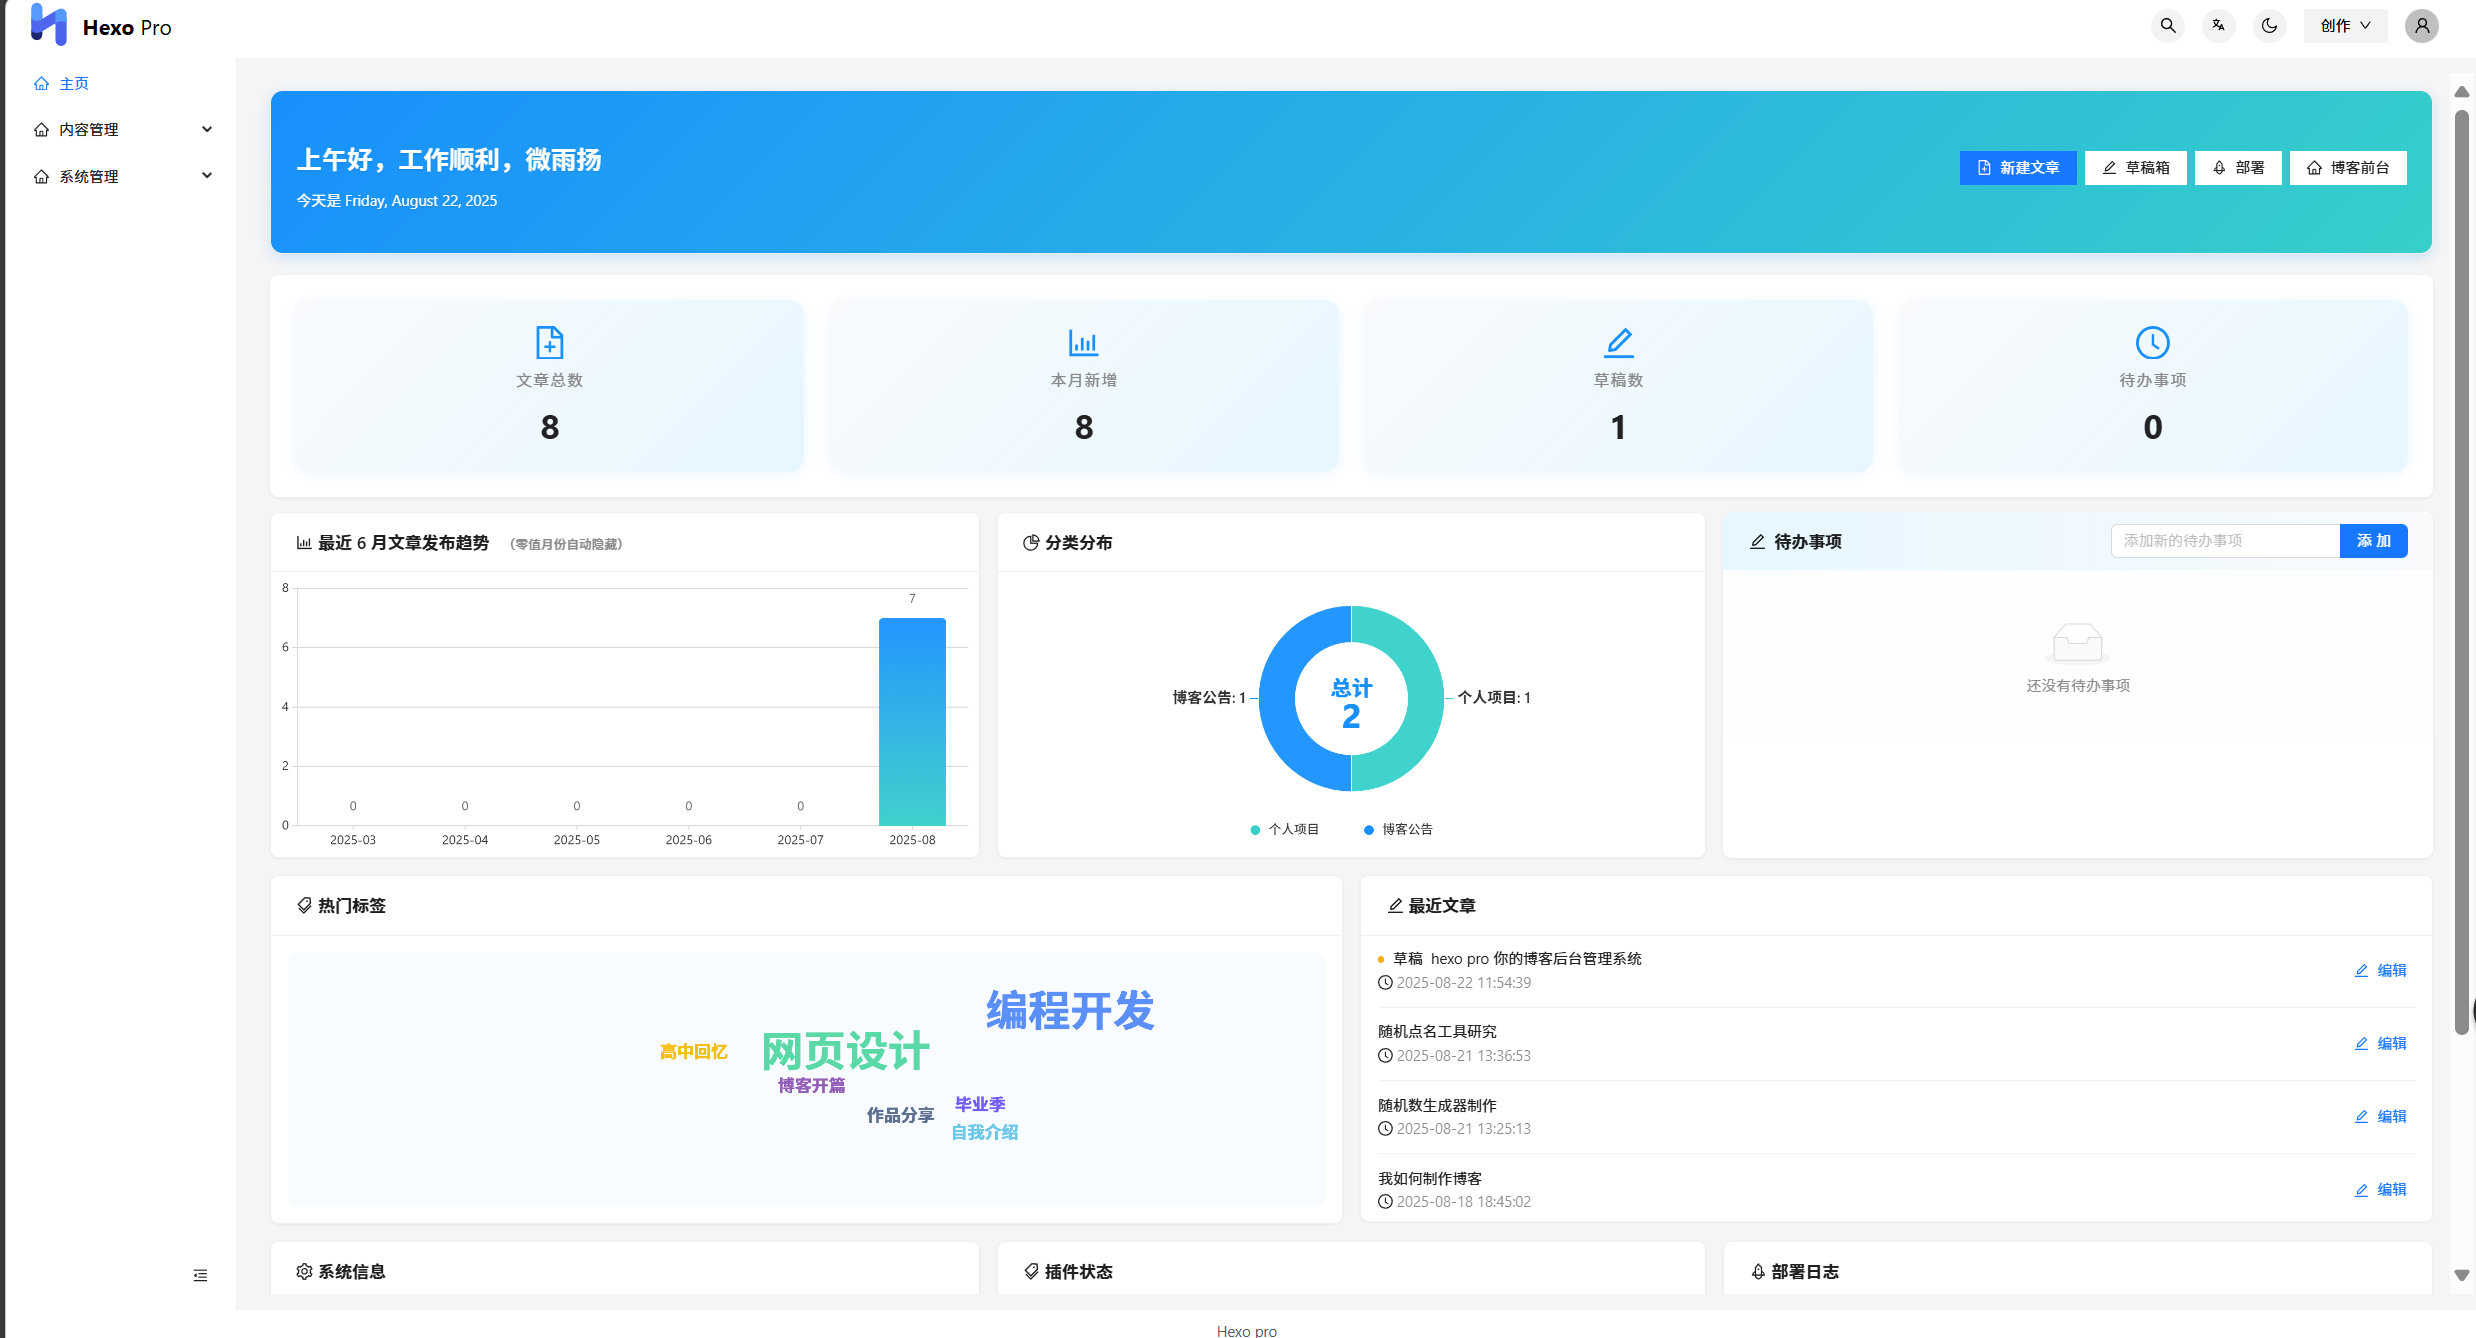 Hexo Pro
创作
主页
内容管理
系统管理
上午好，工作顺利，微雨扬
今天是 Friday, August 22, 2025
新建文章
草稿箱
部署
博客前台
文章总数
8
本月新增
8
草稿数
1
待办事项
0
最近 6 月文章发布趋势 （零值月份自动隐藏）
8
6
4
2
0
0
0
0
0
0
7
2025-03
2025-04
2025-05
2025-06
2025-07
2025-08
分类分布
博客公告: 1
总计
2
个人项目: 1
个人项目
博客公告
待办事项
添加新的待办事项
添 加
还没有待办事项
热门标签
编程开发
网页设计
高中回忆
博客开篇
作品分享
毕业季
自我介绍
最近文章
草稿 hexo pro 你的博客后台管理系统
2025-08-22 11:54:39
编辑
随机点名工具研究
2025-08-21 13:36:53
编辑
随机数生成器制作
2025-08-21 13:25:13
编辑
我如何制作博客
2025-08-18 18:45:02
编辑
系统信息
插件状态
部署日志
Hexo pro